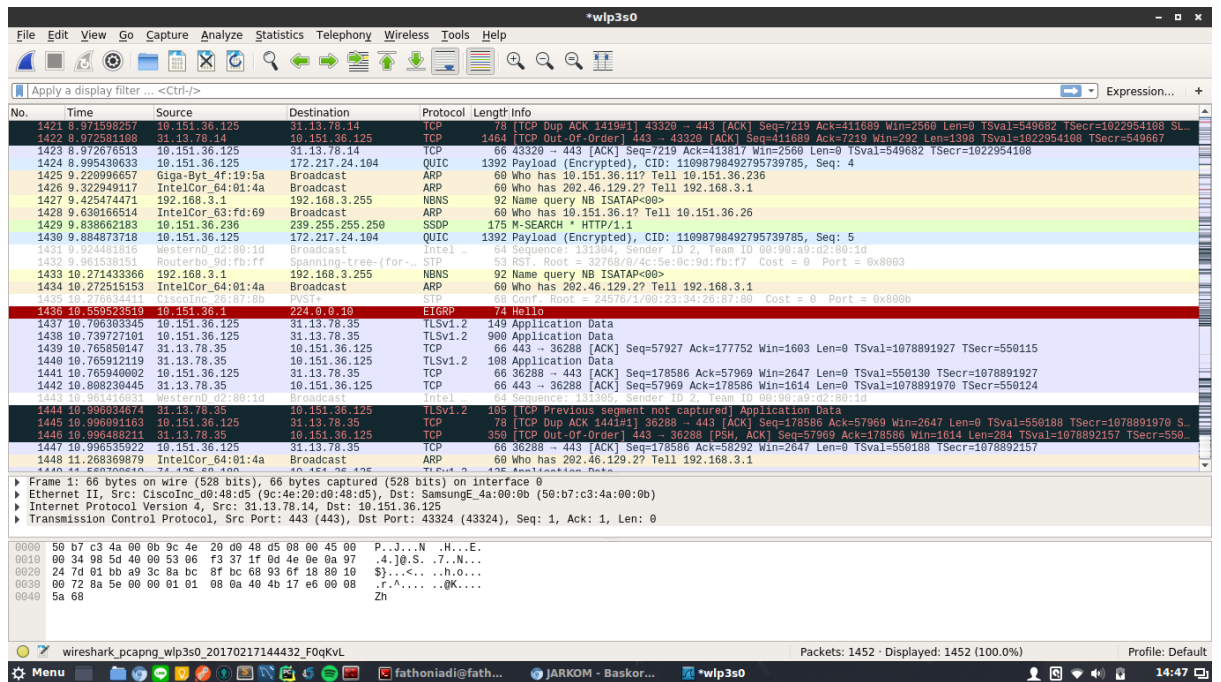 *wlp3s0
File Edit View Go Capture Analyze Statistics Telephony Wireless Tools Help
Apply a display filter ... <Ctrl-/> Expression... +
No. Time Source Destination Protocol Length Info
1421 8.971598257 10.151.36.125 31.13.78.14 TCP 78 [TCP Dup ACK 1419#1] 43320 → 443 [ACK] Seq=7219 Ack=411689 Win=2560 Len=0 TSval=549682 TSecr=1022954108 SL...
1422 8.972581108 31.13.78.14 10.151.36.125 TCP 1464 [TCP Out-Of-Order] 443 → 43320 [ACK] Seq=411689 Ack=7219 Win=292 Len=1398 TSval=1022954108 TSecr=549667
1423 8.972676513 10.151.36.125 31.13.78.14 TCP 66 43320 → 443 [ACK] Seq=7219 Ack=413817 Win=2560 Len=0 TSval=549682 TSecr=1022954108
1424 8.995430633 10.151.36.125 172.217.24.104 QUIC 1392 Payload (Encrypted), CID: 11098798492795739785, Seq: 4
1425 9.220996657 Giga-Byt_4f:19:5a Broadcast ARP 60 Who has 10.151.36.11? Tell 10.151.36.236
1426 9.322949117 IntelCor_64:01:4a Broadcast ARP 60 Who has 202.46.129.2? Tell 192.168.3.1
1427 9.425474471 192.168.3.1 192.168.3.255 NBNS 92 Name query NB ISATAP<00>
1428 9.630166514 IntelCor_63:fd:69 Broadcast ARP 60 Who has 10.151.36.1? Tell 10.151.36.26
1429 9.838662183 10.151.36.236 239.255.255.250 SSDP 175 M-SEARCH * HTTP/1.1
1430 9.884873718 10.151.36.125 172.217.24.104 QUIC 1392 Payload (Encrypted), CID: 11098798492795739785, Seq: 5
1431 9.924481816 WesternD_d2:80:1d Broadcast Intel ... 64 Sequence: 131304, Sender ID 2, Team ID 00:90:a9:d2:80:1d
1432 9.961538151 Routerbo_9d:fb:ff Spanning-tree-(for-... STP 53 RST. Root = 32768/0/4c:5e:0c:9d:fb:f7 Cost = 0 Port = 0x8003
1433 10.271433366 192.168.3.1 192.168.3.255 NBNS 92 Name query NB ISATAP<00>
1434 10.272515153 IntelCor_64:01:4a Broadcast ARP 60 Who has 202.46.129.2? Tell 192.168.3.1
1435 10.276634411 CiscoInc_26:87:8b PVST+ STP 68 Conf. Root = 24576/1/00:23:34:26:87:80 Cost = 0 Port = 0x800b
1436 10.559523519 10.151.36.1 224.0.0.10 EIGRP 74 Hello
1437 10.706303345 10.151.36.125 31.13.78.35 TLSv1.2 149 Application Data
1438 10.739727101 10.151.36.125 31.13.78.35 TLSv1.2 900 Application Data
1439 10.765850147 31.13.78.35 10.151.36.125 TCP 66 443 → 36288 [ACK] Seq=57927 Ack=177752 Win=1603 Len=0 TSval=1078891927 TSecr=550115
1440 10.765912119 31.13.78.35 10.151.36.125 TLSv1.2 108 Application Data
1441 10.765940002 10.151.36.125 31.13.78.35 TCP 66 36288 → 443 [ACK] Seq=178586 Ack=57969 Win=2647 Len=0 TSval=550130 TSecr=1078891927
1442 10.808230445 31.13.78.35 10.151.36.125 TCP 66 443 → 36288 [ACK] Seq=57969 Ack=178586 Win=1614 Len=0 TSval=1078891970 TSecr=550124
1443 10.961416031 WesternD_d2:80:1d Broadcast Intel ... 64 Sequence: 131305, Sender ID 2, Team ID 00:90:a9:d2:80:1d
1444 10.996034674 31.13.78.35 10.151.36.125 TLSv1.2 105 [TCP Previous segment not captured] Application Data
1445 10.996091163 10.151.36.125 31.13.78.35 TCP 78 [TCP Dup ACK 1441#1] 36288 → 443 [ACK] Seq=178586 Ack=57969 Win=2647 Len=0 TSval=550188 TSecr=1078891970 S...
1446 10.996488211 31.13.78.35 10.151.36.125 TCP 350 [TCP Out-Of-Order] 443 → 36288 [PSH, ACK] Seq=57969 Ack=178586 Win=1614 Len=284 TSval=1078892157 TSecr=550...
1447 10.996535922 10.151.36.125 31.13.78.35 TCP 66 36288 → 443 [ACK] Seq=178586 Ack=58292 Win=2647 Len=0 TSval=550188 TSecr=1078892157
1448 11.268369879 IntelCor_64:01:4a Broadcast ARP 60 Who has 202.46.129.2? Tell 192.168.3.1
Frame 1: 66 bytes on wire (528 bits), 66 bytes captured (528 bits) on interface 0
Ethernet II, Src: CiscoInc_d0:48:d5 (9c:4e:20:d0:48:d5), Dst: SamsungE_4a:00:0b (50:b7:c3:4a:00:0b)
Internet Protocol Version 4, Src: 31.13.78.14, Dst: 10.151.36.125
Transmission Control Protocol, Src Port: 443 (443), Dst Port: 43324 (43324), Seq: 1, Ack: 1, Len: 0
0000 50 b7 c3 4a 00 0b 9c 4e 20 d0 48 d5 08 00 45 00 P..J...N .H...E.
0010 00 34 98 5d 40 00 53 06 f3 37 1f 0d 4e 0e 0a 97 .4.]@.S. .7..N...
0020 24 7d 01 bb a9 3c 8a bc 8f bc 68 93 6f 18 80 10 $}...<.. ..h.o...
0030 00 72 8a 5e 00 00 01 01 08 0a 40 4b 17 e6 00 08 .r.^.... ..@K....
0040 5a 68 Zh
wireshark_pcapng_wlp3s0_20170217144432_F0qKvL Packets: 1452 · Displayed: 1452 (100.0%) Profile: Default
Menu fathoniadi@fath... JARKOM - Baskor... *wlp3s0 14:47